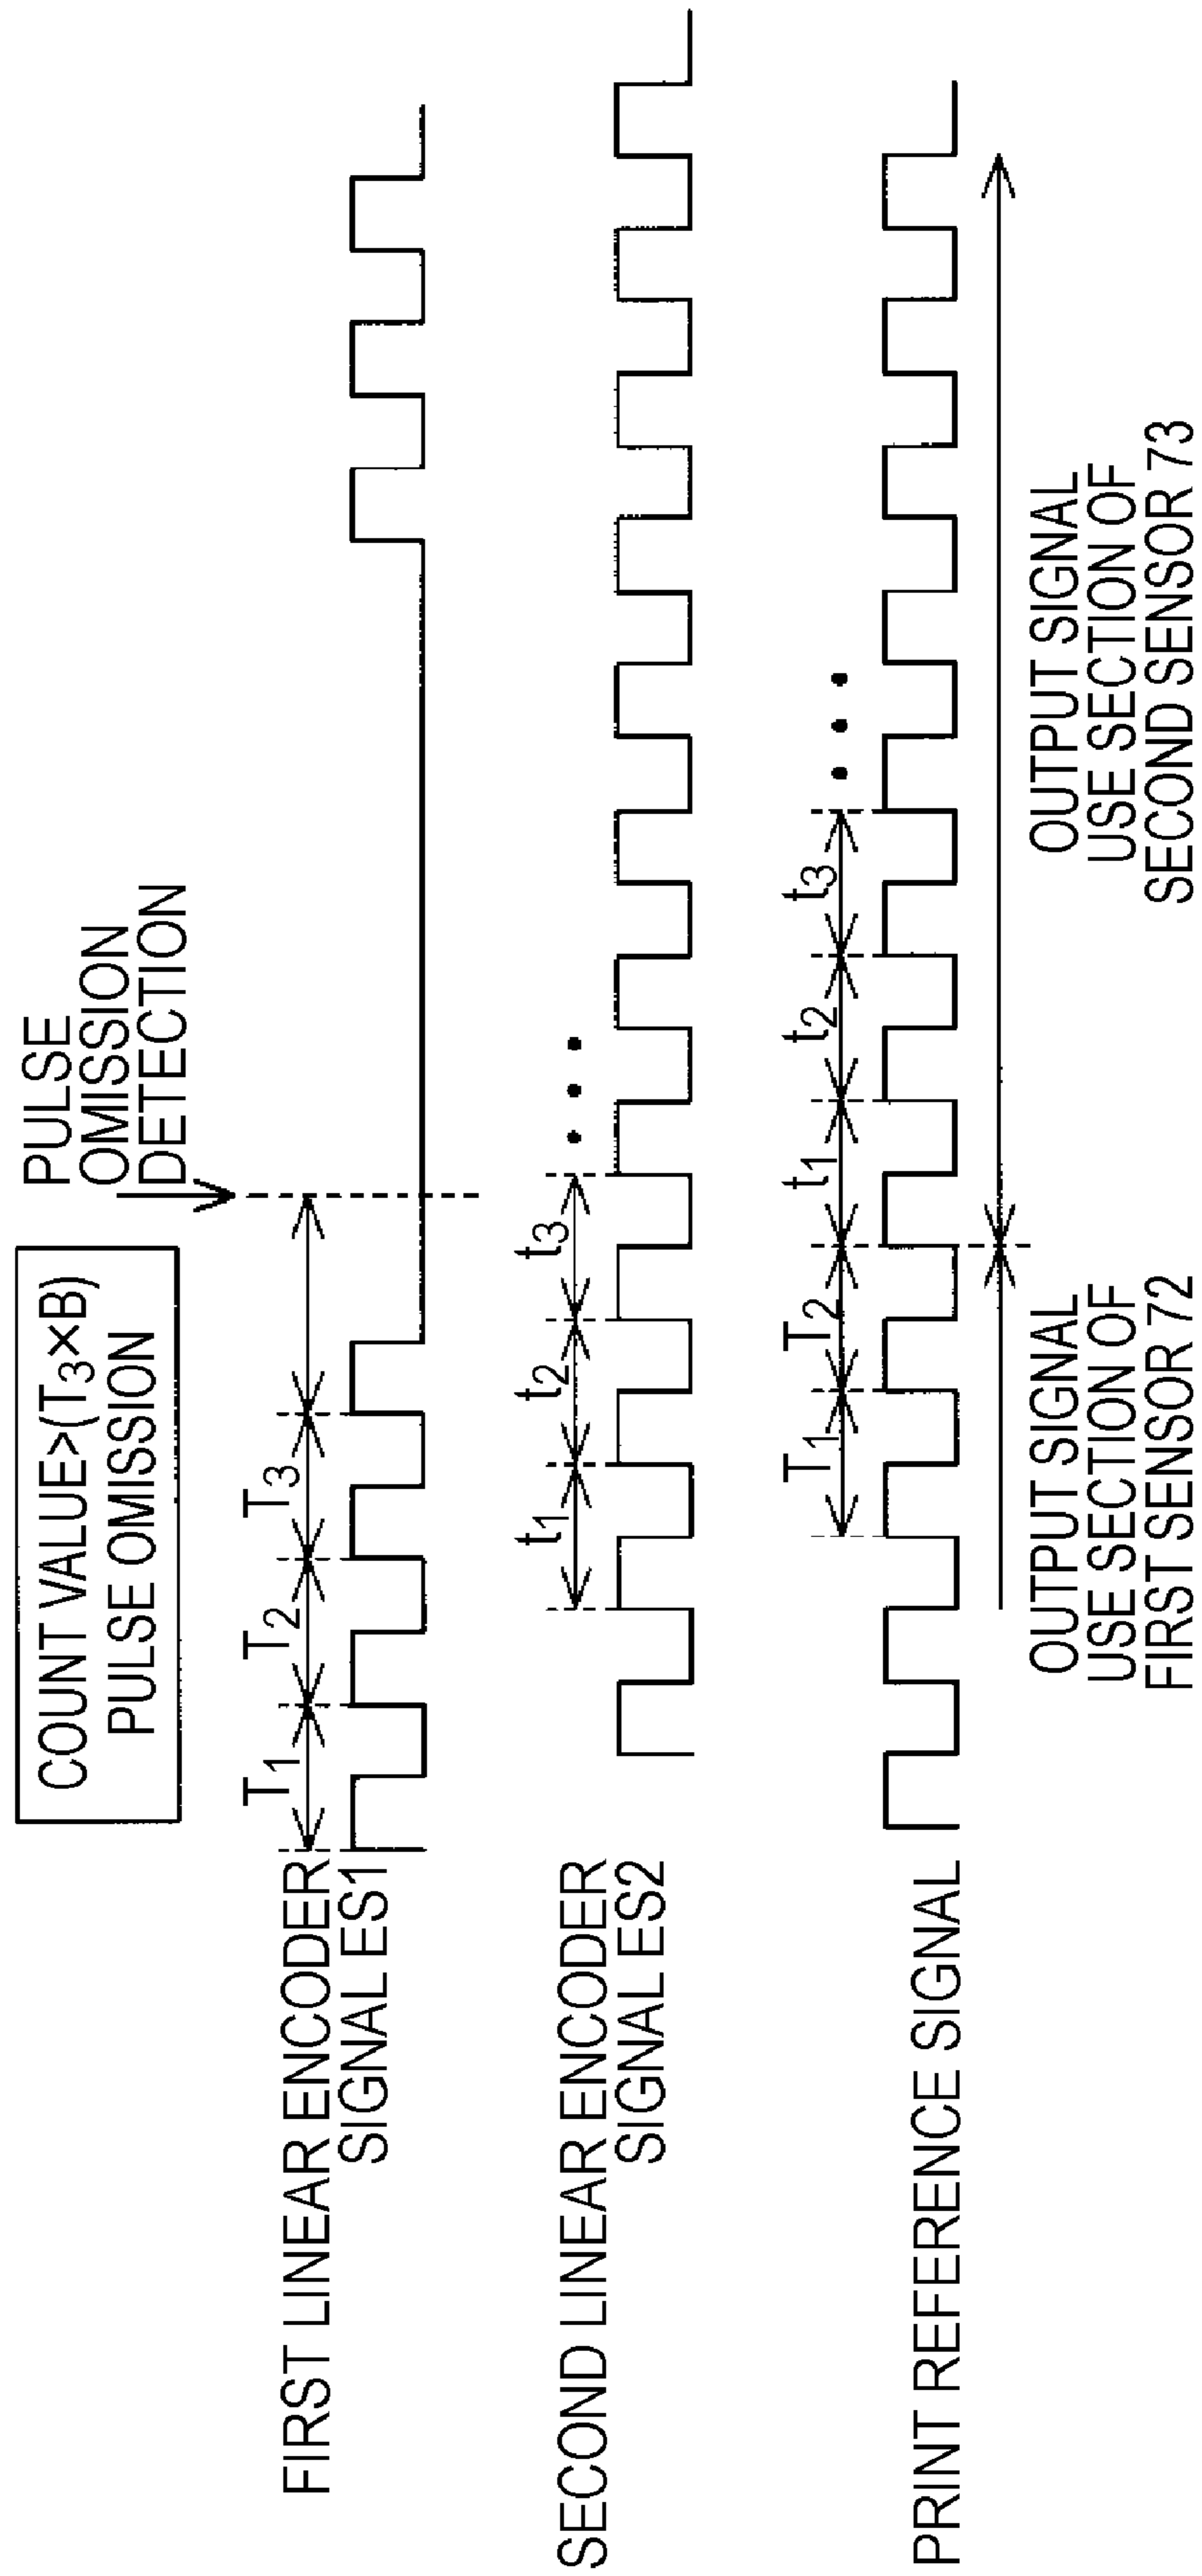 COUNT VALUE>(T3×B)
PULSE OMISSION
PULSE
OMISSION
DETECTION
T1
T2
T3
FIRST LINEAR ENCODER
SIGNAL ES1
t1
t2
t3
SECOND LINEAR ENCODER
SIGNAL ES2
T1
T2
t1
t2
t3
PRINT REFERENCE SIGNAL
OUTPUT SIGNAL
USE SECTION OF
FIRST SENSOR 72
OUTPUT SIGNAL
USE SECTION OF
SECOND SENSOR 73